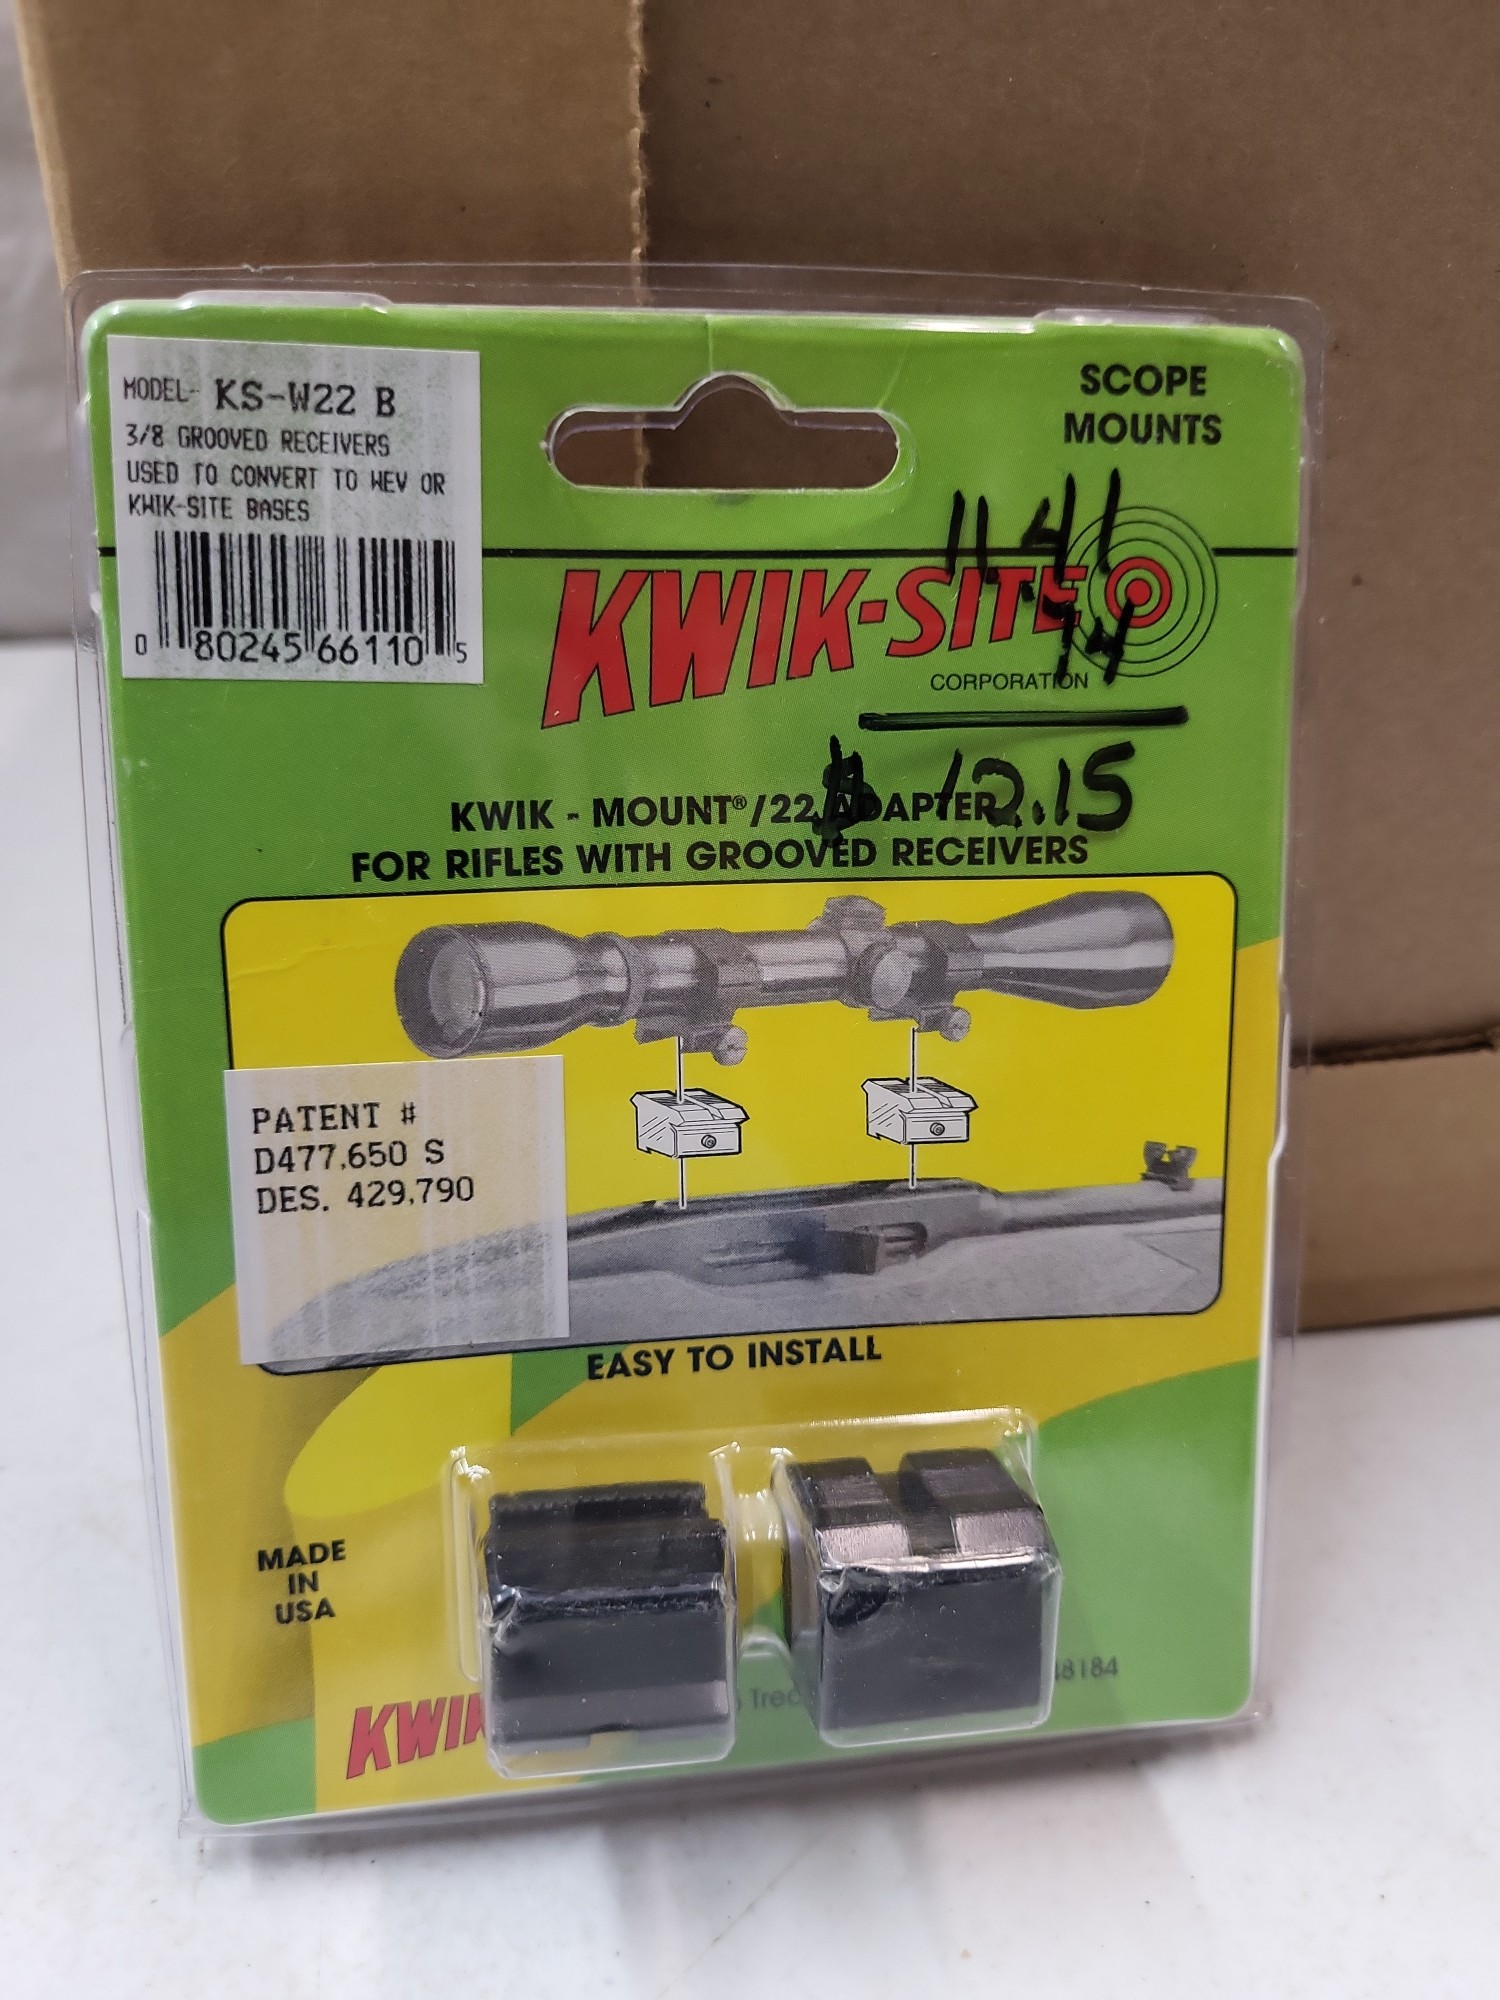 MODEL- KS-W22 B
3/8 GROOVED RECEIVERS
USED TO CONVERT TO WEV OR
KWIK-SITE BASES
0 80245 66110 5
SCOPE
MOUNTS
11.41
KWIK-SITE
CORPORATION
$ 12.15
KWIK - MOUNT®/22 ADAPTER
FOR RIFLES WITH GROOVED RECEIVERS
PATENT #
D477,650 S
DES. 429,790
EASY TO INSTALL
MADE
IN
USA
48184